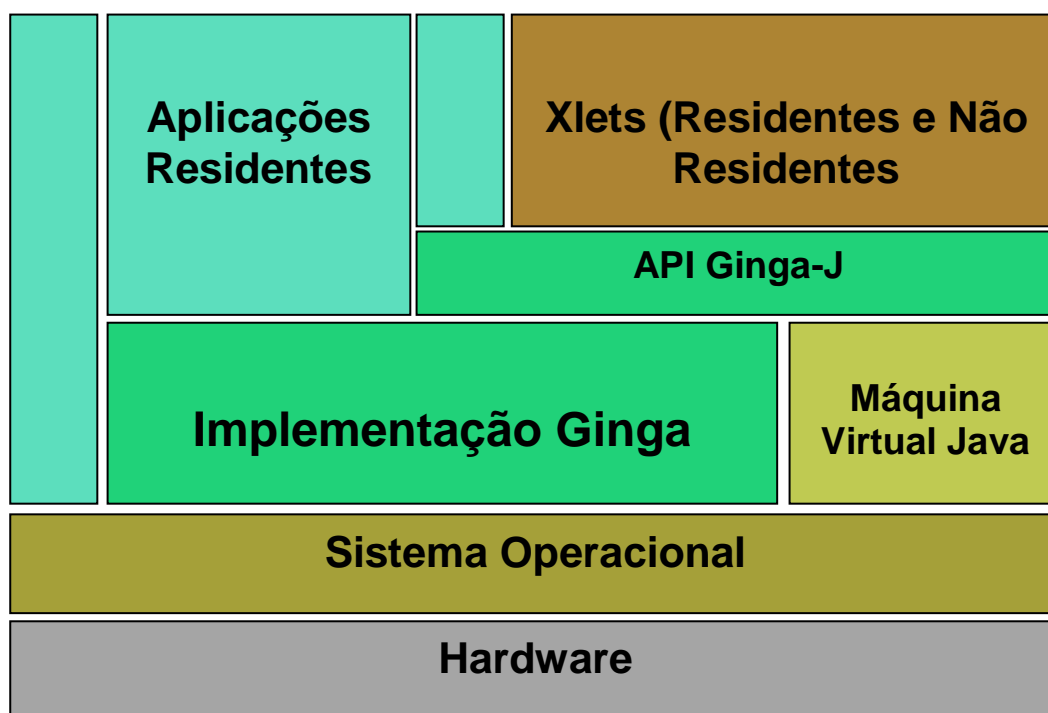 Aplicações
Residentes
Xlets (Residentes e Não
Residentes
API Ginga-J
Implementação Ginga
Máquina
Virtual Java
Sistema Operacional
Hardware